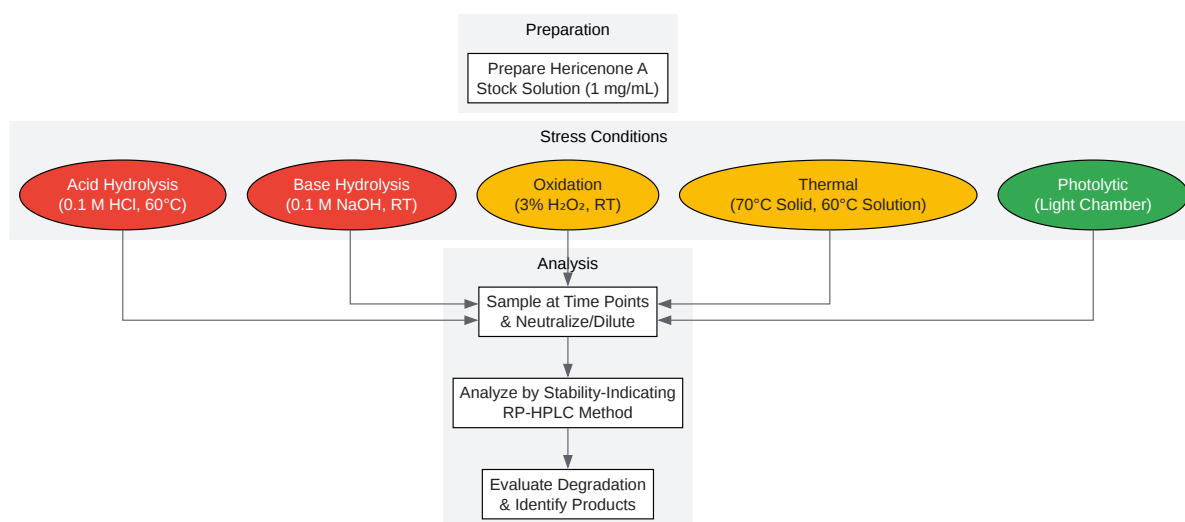 Preparation
Prepare Hericenone A
Stock Solution (1 mg/mL)
Stress Conditions
Acid Hydrolysis
(0.1 M HCl, 60°C)
Base Hydrolysis
(0.1 M NaOH, RT)
Oxidation
(3% H₂O₂, RT)
Thermal
(70°C Solid, 60°C Solution)
Photolytic
(Light Chamber)
Analysis
Sample at Time Points
& Neutralize/Dilute
Analyze by Stability-Indicating
RP-HPLC Method
Evaluate Degradation
& Identify Products